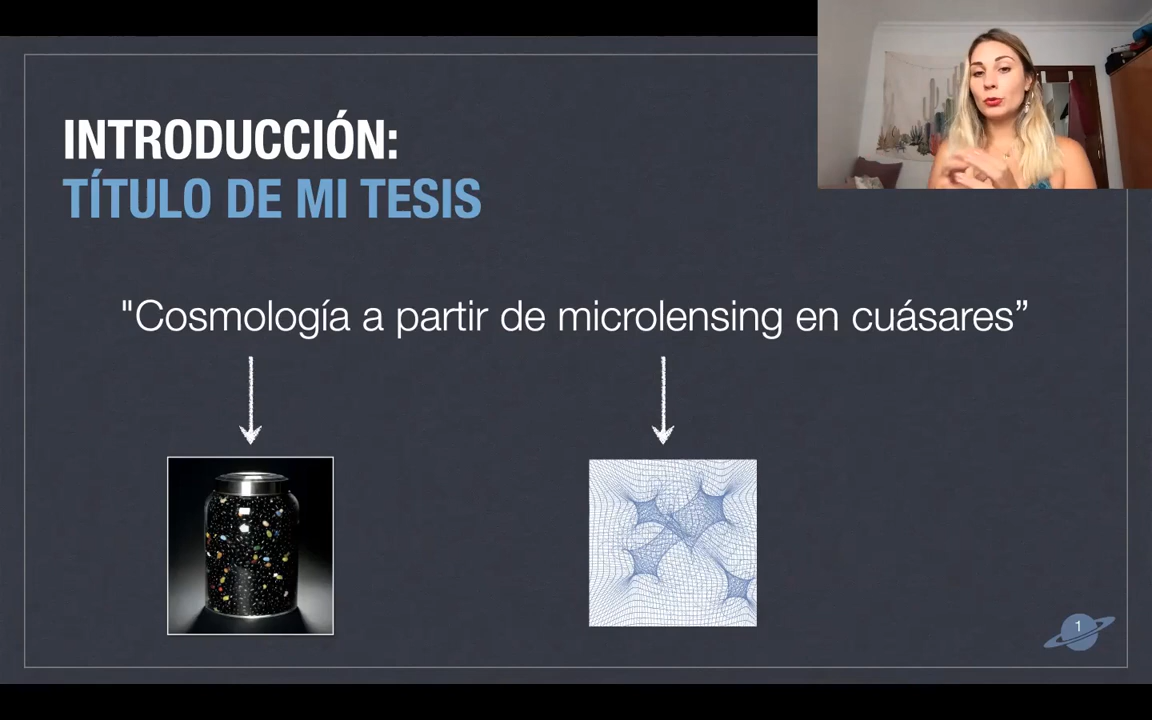 INTRODUCCIÓN:
TÍTULO DE MI TESIS
"Cosmología a partir de microlensing en cuásares”
1